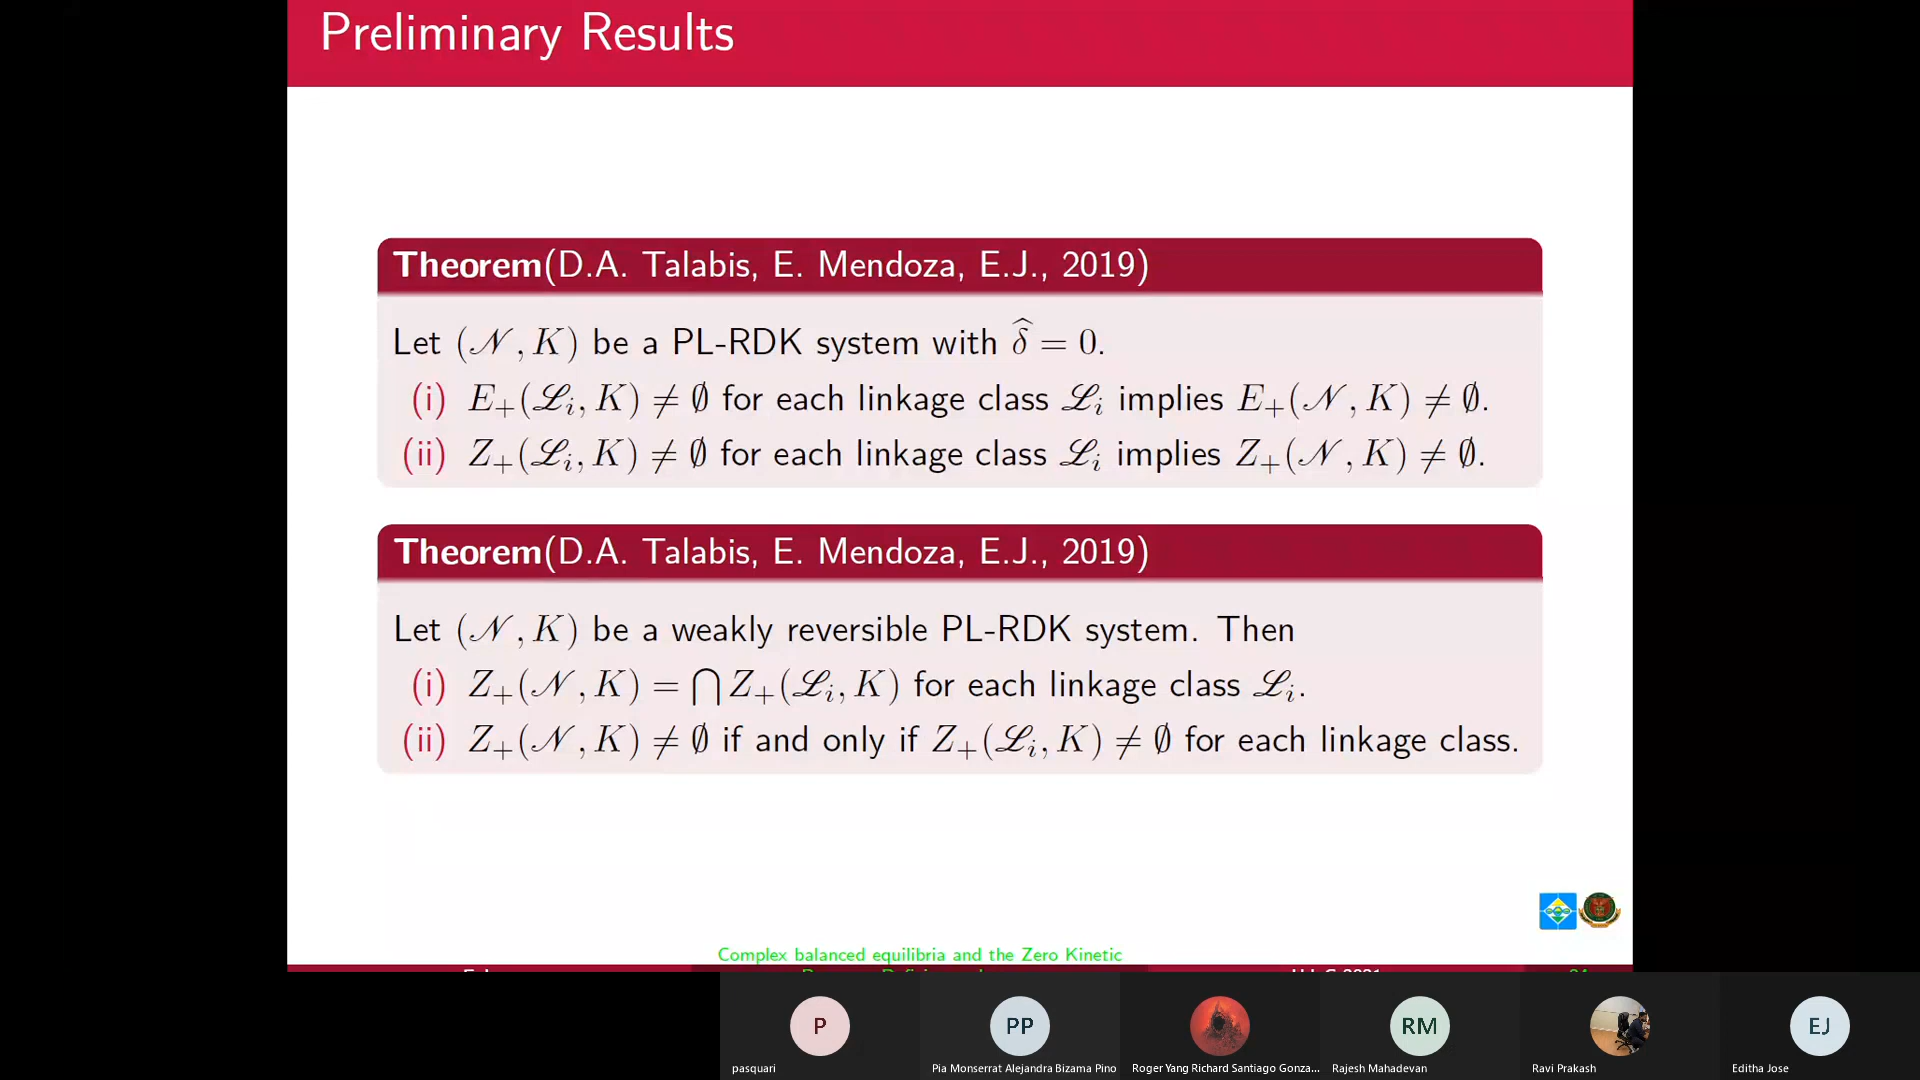 Preliminary Results
Theorem(D.A. Talabis, E. Mendoza, E.J., 2019)
Let (𝒩, K) be a PL-RDK system with δ̂ = 0.
(i) E₊(ℒᵢ, K) ≠ ∅ for each linkage class ℒᵢ implies E₊(𝒩, K) ≠ ∅.
(ii) Z₊(ℒᵢ, K) ≠ ∅ for each linkage class ℒᵢ implies Z₊(𝒩, K) ≠ ∅.
Theorem(D.A. Talabis, E. Mendoza, E.J., 2019)
Let (𝒩, K) be a weakly reversible PL-RDK system. Then
(i) Z₊(𝒩, K) = ⋂ Z₊(ℒᵢ, K) for each linkage class ℒᵢ.
(ii) Z₊(𝒩, K) ≠ ∅ if and only if Z₊(ℒᵢ, K) ≠ ∅ for each linkage class.
Complex balanced equilibria and the Zero Kinetic
P
PP
RM
EJ
pasquari
Pia Monserrat Alejandra Bizama Pino
Roger Yang Richard Santiago Gonza...
Rajesh Mahadevan
Ravi Prakash
Editha Jose